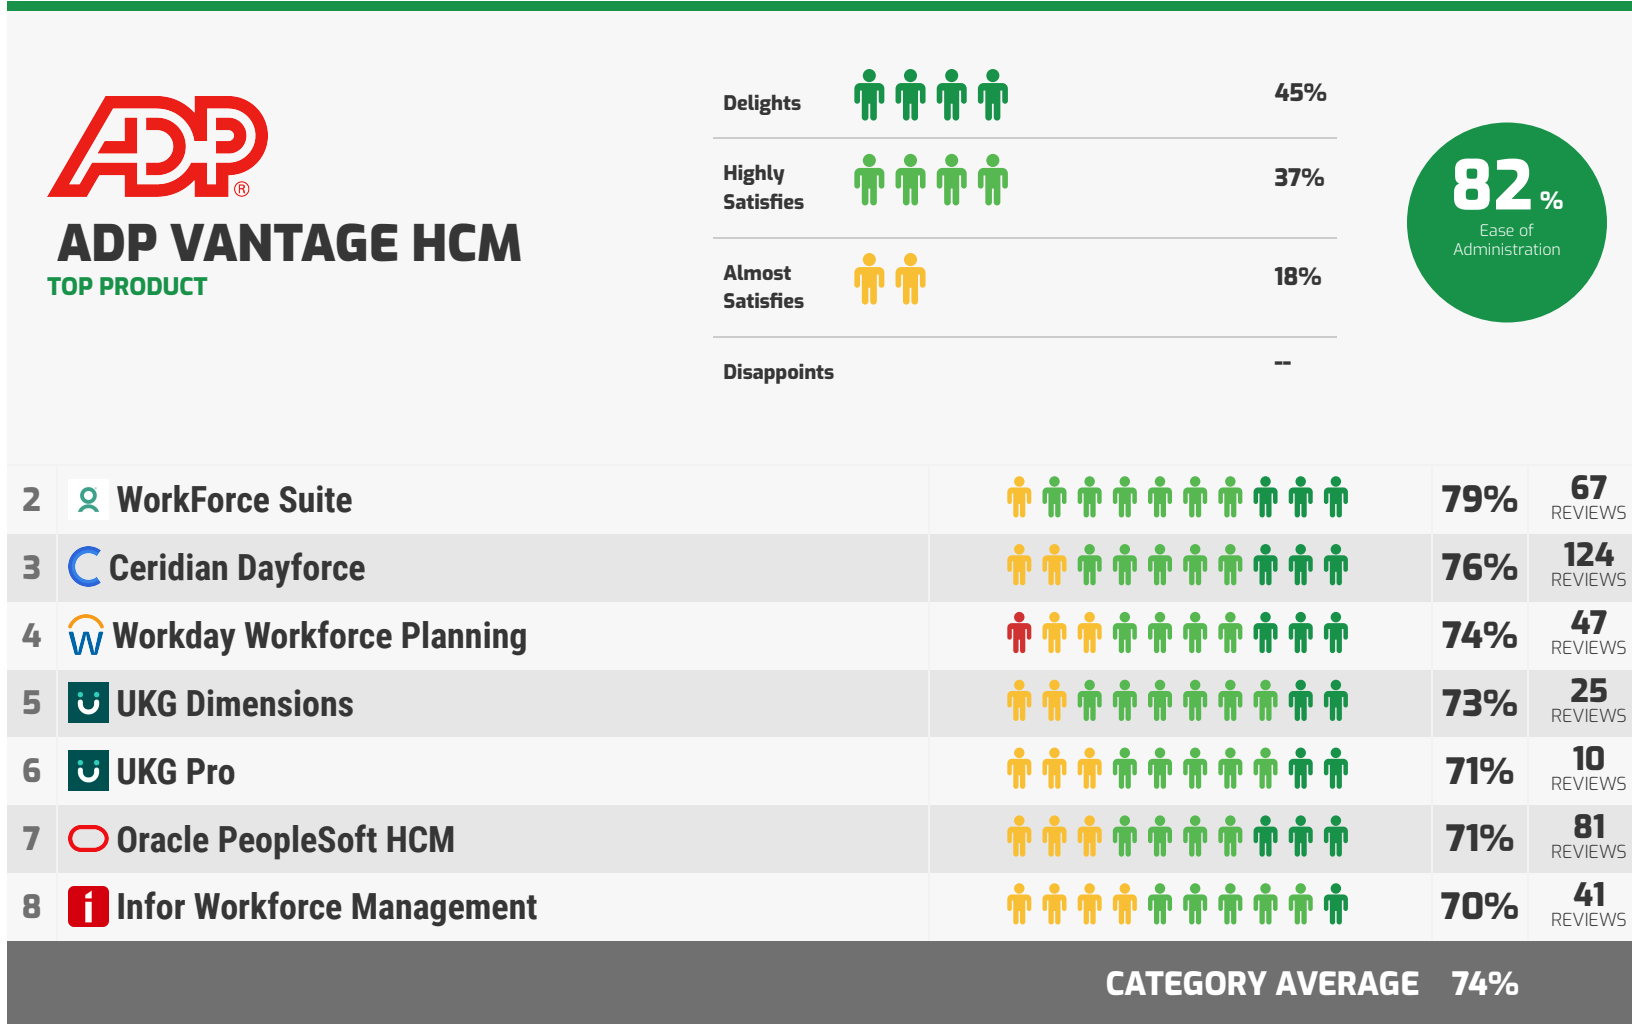 ADP®
ADP VANTAGE HCM
TOP PRODUCT
Delights 45%
Highly
Satisfies 37%
Almost
Satisfies 18%
Disappoints --
82 %
Ease of
Administration
2 WorkForce Suite 79% 67 REVIEWS
3 Ceridian Dayforce 76% 124 REVIEWS
4 W Workday Workforce Planning 74% 47 REVIEWS
5 UKG Dimensions 73% 25 REVIEWS
6 UKG Pro 71% 10 REVIEWS
7 Oracle PeopleSoft HCM 71% 81 REVIEWS
8 i Infor Workforce Management 70% 41 REVIEWS
CATEGORY AVERAGE 74%